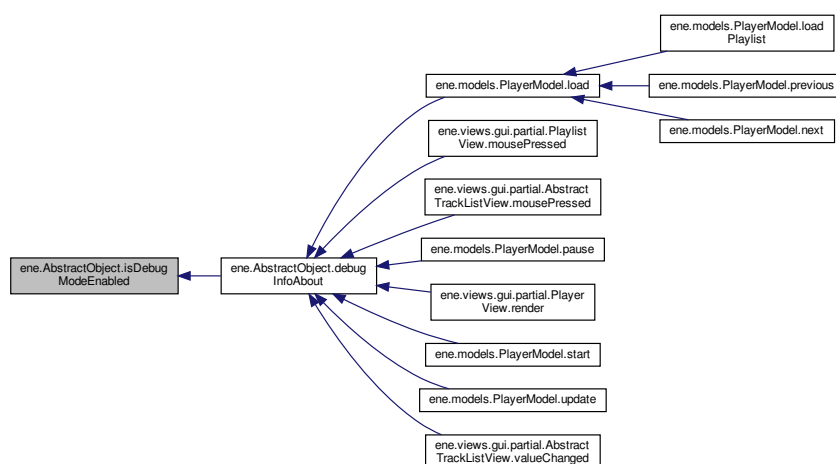 ene.models.PlayerModel.load
Playlist
ene.models.PlayerModel.load
ene.models.PlayerModel.previous
ene.models.PlayerModel.next
ene.views.gui.partial.Playlist
View.mousePressed
ene.views.gui.partial.Abstract
TrackListView.mousePressed
ene.models.PlayerModel.pause
ene.AbstractObject.isDebug
ModeEnabled
ene.AbstractObject.debug
InfoAbout
ene.views.gui.partial.Player
View.render
ene.models.PlayerModel.start
ene.models.PlayerModel.update
ene.views.gui.partial.Abstract
TrackListView.valueChanged